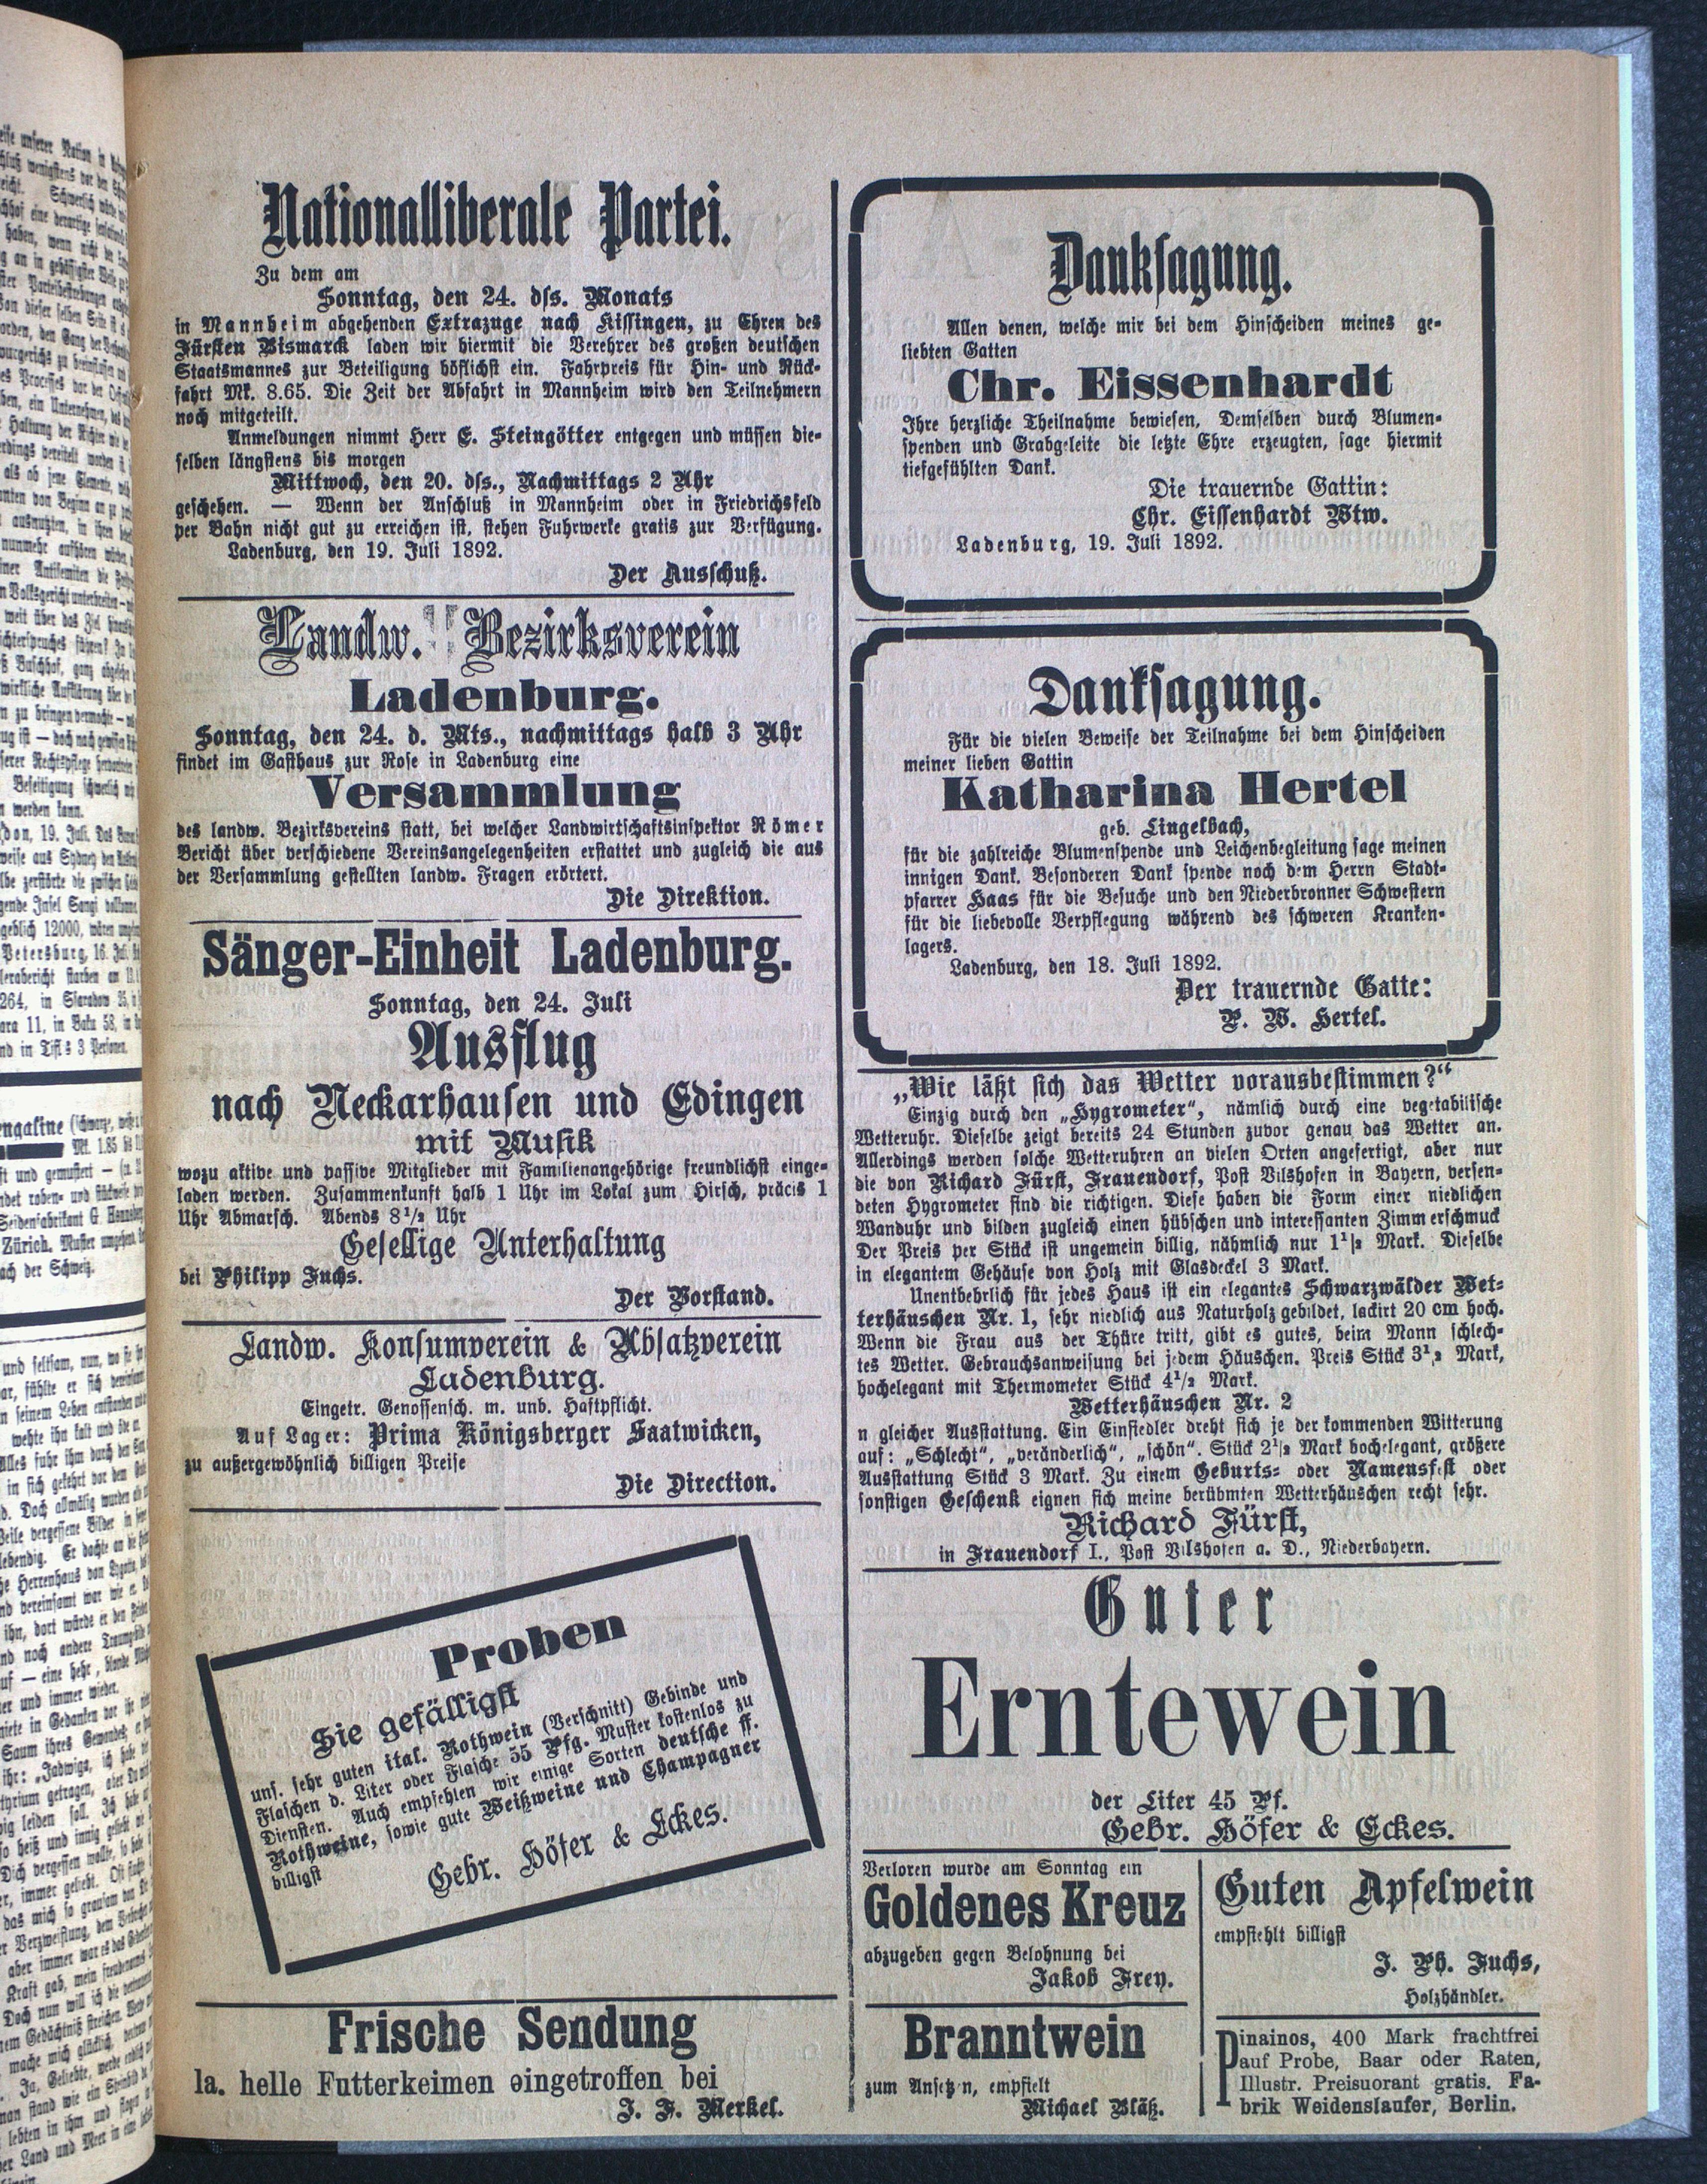 Nationalliberale Partei.
Zu dem am
Sonntag, den 24. dss. Monats
in Mannheim abgehenden Extrazuge nach Kissingen, zu Ehren des
Fürsten Bismarck laden wir hiermit die Verehrer des großen deutschen
Staatsmannes zur Beteiligung höflichst ein. Fahrpreis für Hin- und Rück-
fahrt Mk. 8.65. Die Zeit der Abfahrt in Mannheim wird den Teilnehmern
noch mitgeteilt.
Anmeldungen nimmt Herr E. Steingötter entgegen und müssen die-
selben längstens bis morgen
Mittwoch, den 20. dss., Nachmittags 2 Uhr
geschehen. — Wenn der Anschluß in Mannheim oder in Friedrichsfeld
per Bahn nicht gut zu erreichen ist, stehen Fuhrwerke gratis zur Verfügung.
Ladenburg, den 19. Juli 1892.
Der Ausschuß.
Landw. Bezirksverein
Ladenburg.
Sonntag, den 24. d. Mts., nachmittags halb 3 Uhr
findet im Gasthaus zur Rose in Ladenburg eine
Versammlung
des landw. Bezirksvereins statt, bei welcher Landwirtschaftsinspektor Römer
Bericht über verschiedene Vereinsangelegenheiten erstattet und zugleich die aus
der Versammlung gestellten landw. Fragen erörtert.
Die Direktion.
Sänger-Einheit Ladenburg.
Sonntag, den 24. Juli
Ausflug
nach Neckarhausen und Edingen
mit Musik
wozu aktive und passive Mitglieder mit Familienangehörige freundlichst einge-
laden werden. Zusammenkunft halb 1 Uhr im Lokal zum Hirsch, präcis 1
Uhr Abmarsch. Abends 8 1/2 Uhr
Gesellige Unterhaltung
bei Philipp Fuchs.
Der Vorstand.
Landw. Konsumverein & Absatzverein
Ladenburg.
Eingetr. Genossensch. m. unb. Haftpflicht.
Auf Lager: Prima Königsberger Saatwicken,
zu außergewöhnlich billigen Preise
Die Direction.
Proben
Sie gefälligst
uns. sehr guten ital. Rothwein (Verschnitt) Gebinde und
Flaschen d. Liter oder Flasche 55 Pfg. Muster kostenlos zu
Diensten. Auch empfehlen wir einige Sorten deutsche ff.
Rothweine, sowie gute Weißweine und Champagner
billigst
Gebr. Höfer & Eckes.
Frische Sendung
Ia. helle Futterkeimen eingetroffen bei
J. F. Merkel.
Danksagung.
Allen denen, welche mir bei dem Hinscheiden meines ge-
liebten Gatten
Chr. Eissenhardt
Ihre herzliche Theilnahme bewiesen, Demselben durch Blumen-
spenden und Grabgeleite die letzte Ehre erzeugten, sage hiermit
tiefgefühlten Dank.
Die trauernde Gattin:
Chr. Eissenhardt Wtw.
Ladenburg, 19. Juli 1892.
Danksagung.
Für die vielen Beweise der Teilnahme bei dem Hinscheiden
meiner lieben Gattin
Katharina Hertel
geb. Lingelbach,
für die zahlreiche Blumenspende und Leichenbegleitung sage meinen
innigen Dank. Besonderen Dank spende noch dem Herrn Stadt-
pfarrer Haas für die Besuche und den Niederbronner Schwestern
für die liebevolle Verpflegung während des schweren Kranken-
lagers.
Ladenburg, den 18. Juli 1892.
Der trauernde Gatte:
P. W. Hertel.
„Wie läßt sich das Wetter vorausbestimmen?“
Einzig durch den „Hygrometer“, nämlich durch eine vegetabilische
Wetteruhr. Dieselbe zeigt bereits 24 Stunden zuvor genau das Wetter an.
Allerdings werden solche Wetteruhren an vielen Orten angefertigt, aber nur
die von Richard Fürst, Frauendorf, Post Vilshofen in Bayern, versen-
deten Hygrometer sind die richtigen. Diese haben die Form einer niedlichen
Wanduhr und bilden zugleich einen hübschen und interessanten Zimmerschmuck
Der Preis per Stück ist ungemein billig, nähmlich nur 1 1/2 Mark. Dieselbe
in elegantem Gehäuse von Holz mit Glasdeckel 3 Mark.
Unentbehrlich für jedes Haus ist ein elegantes Schwarzwälder Wet-
terhäuschen Nr. 1, sehr niedlich aus Naturholz gebildet, lackirt 20 cm hoch.
Wenn die Frau aus der Thüre tritt, gibt es gutes, beim Mann schlech-
tes Wetter. Gebrauchsanweisung bei jedem Häuschen. Preis Stück 3 1/2 Mark,
hochelegant mit Thermometer Stück 4 1/2 Mark.
Wetterhäuschen Nr. 2
n gleicher Ausstattung. Ein Einsiedler dreht sich je der kommenden Witterung
auf: „Schlecht“, „veränderlich“, „schön“. Stück 2 1/2 Mark hochelegant, größere
Ausstattung Stück 3 Mark. Zu einem Geburts- oder Namensfest oder
sonstigen Geschenk eignen sich meine berühmten Wetterhäuschen recht sehr.
Richard Fürst,
in Frauendorf I., Post Vilshofen a. D., Niederbayern.
Guter
Erntewein
der Liter 45 Pf.
Gebr. Höfer & Eckes.
Verloren wurde am Sonntag ein
Goldenes Kreuz
abzugeben gegen Belohnung bei
Jakob Frey.
Branntwein
zum Ansetzen, empfielt
Michael Bläß.
Guten Apfelwein
empfiehlt billigst
J. Ph. Fuchs,
Holzhändler.
Pinainos, 400 Mark frachtfrei
auf Probe, Baar oder Raten,
Illustr. Preisuorant gratis. Fa-
brik Weidenslaufer, Berlin.